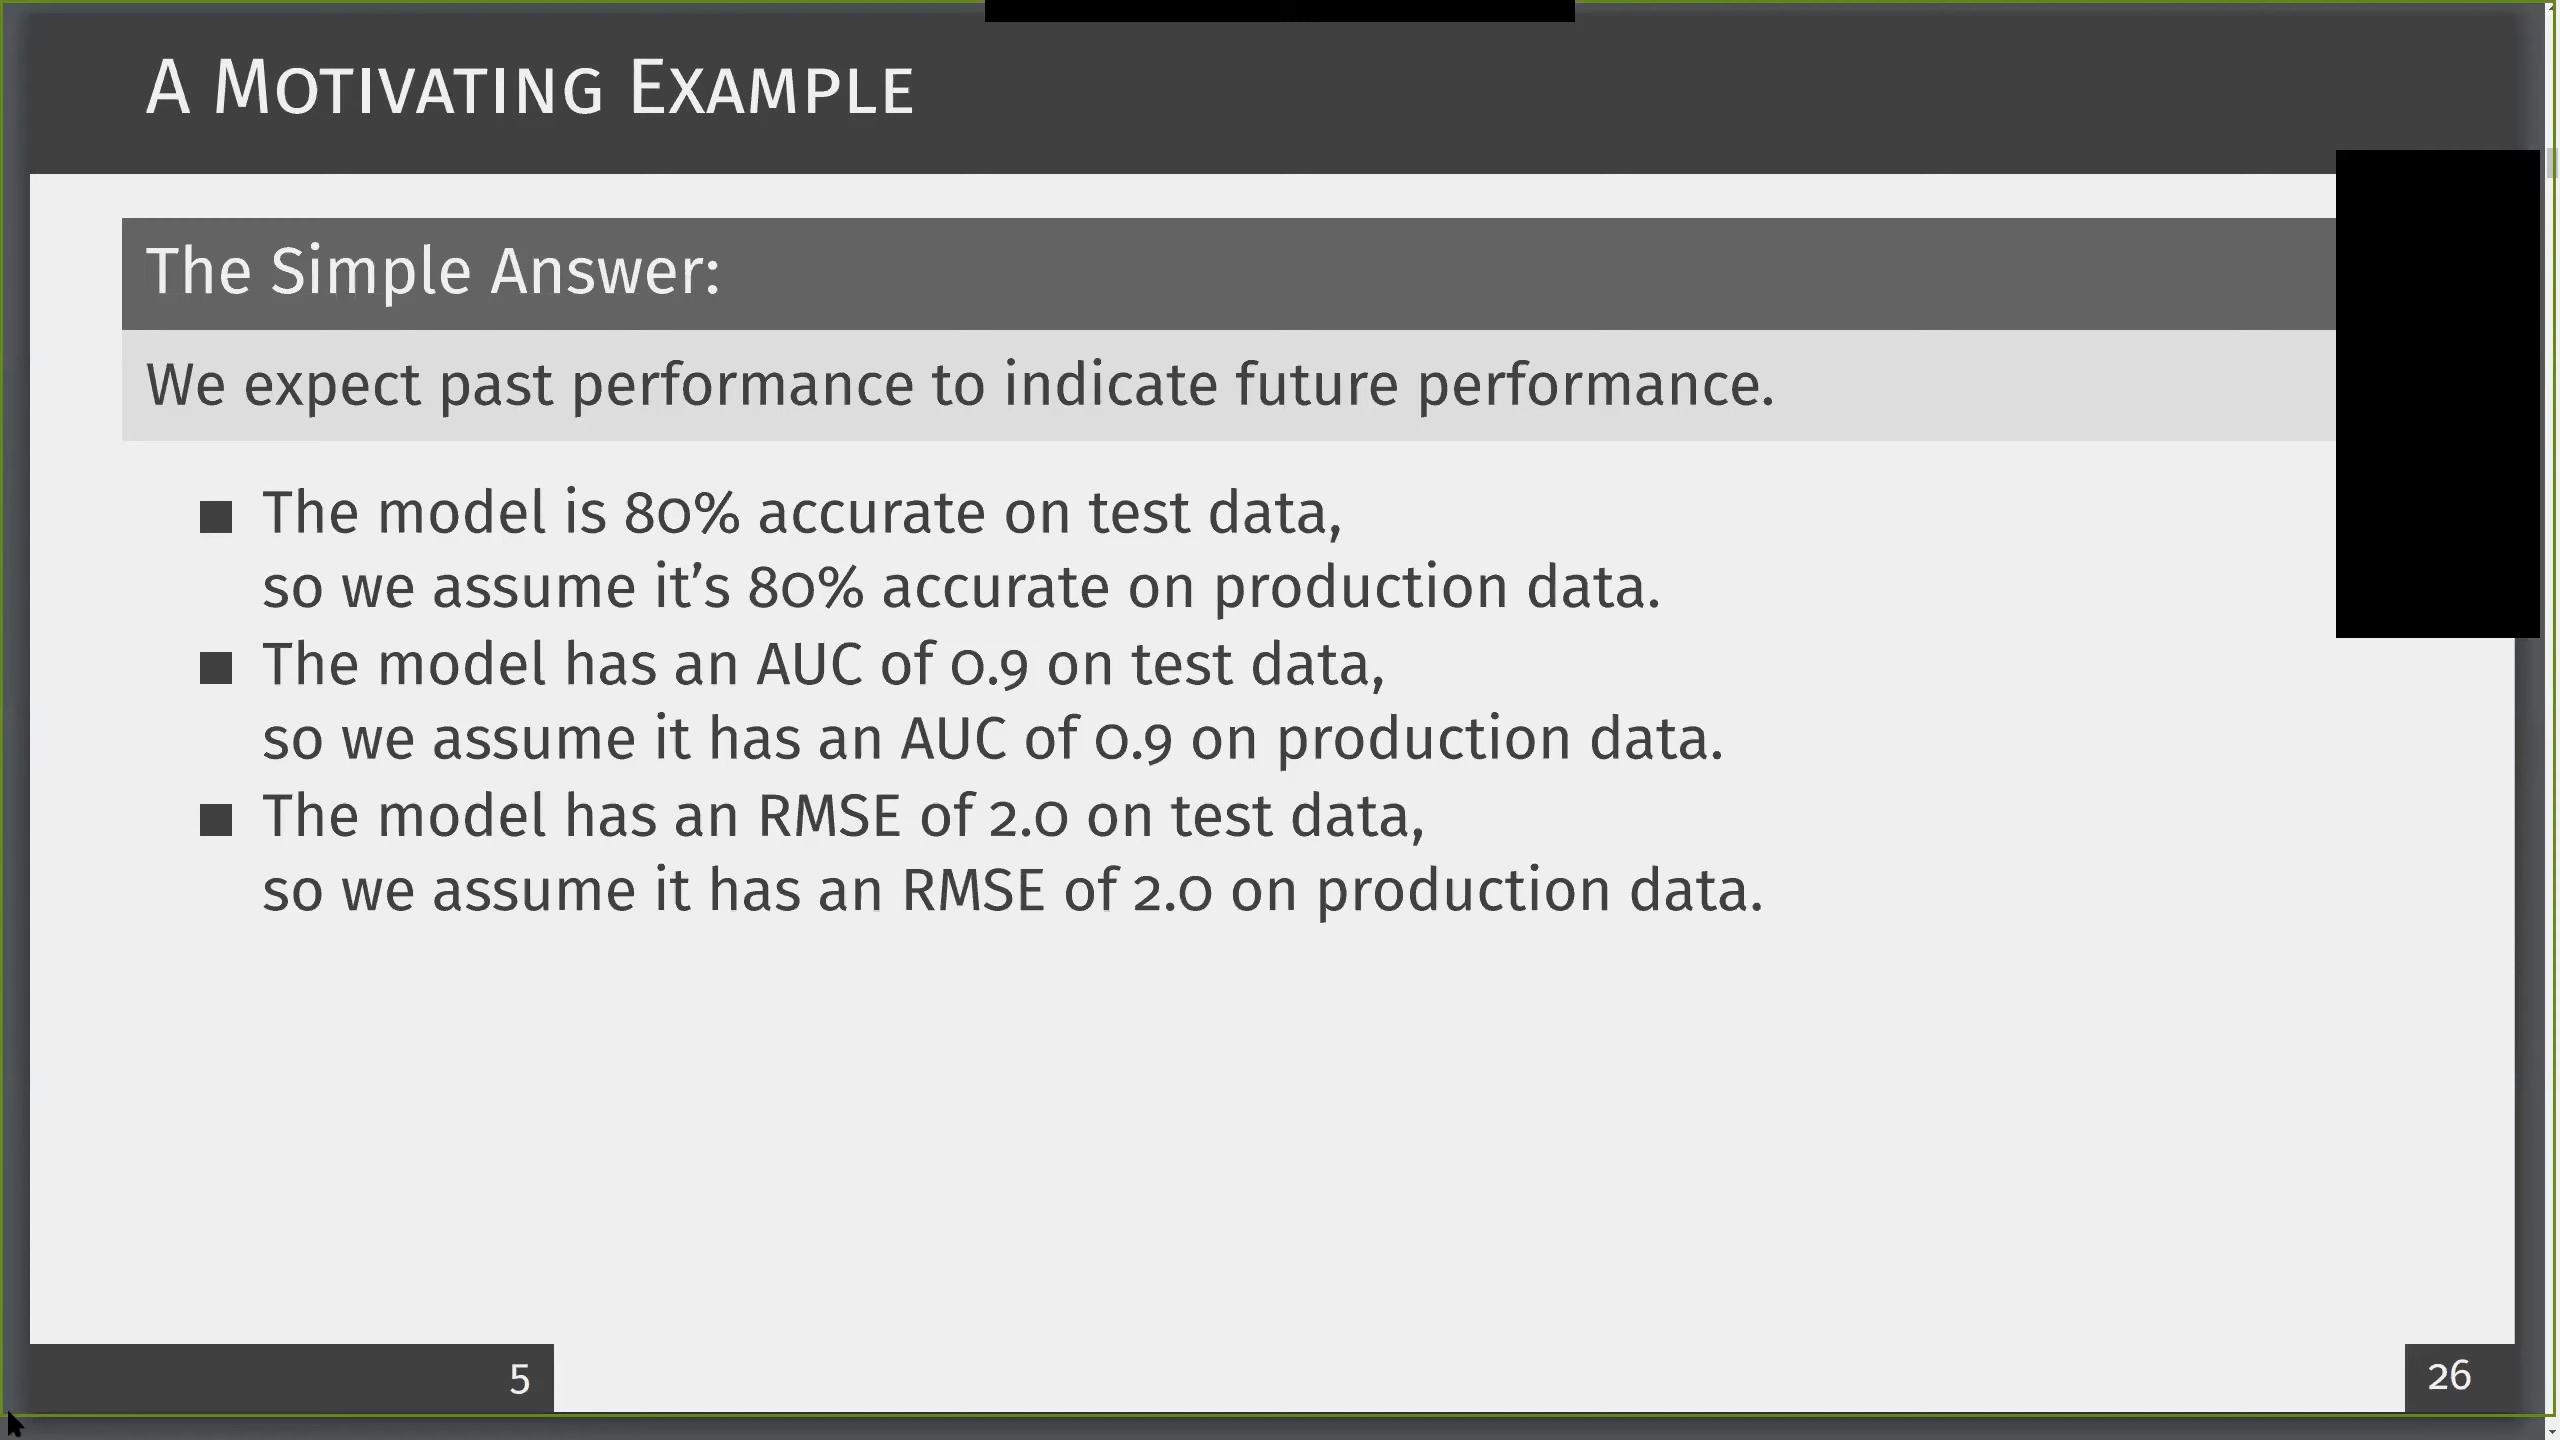 A Motivating Example
The Simple Answer:
We expect past performance to indicate future performance.
■ The model is 80% accurate on test data,
so we assume it’s 80% accurate on production data.
■ The model has an AUC of 0.9 on test data,
so we assume it has an AUC of 0.9 on production data.
■ The model has an RMSE of 2.0 on test data,
so we assume it has an RMSE of 2.0 on production data.
5
26